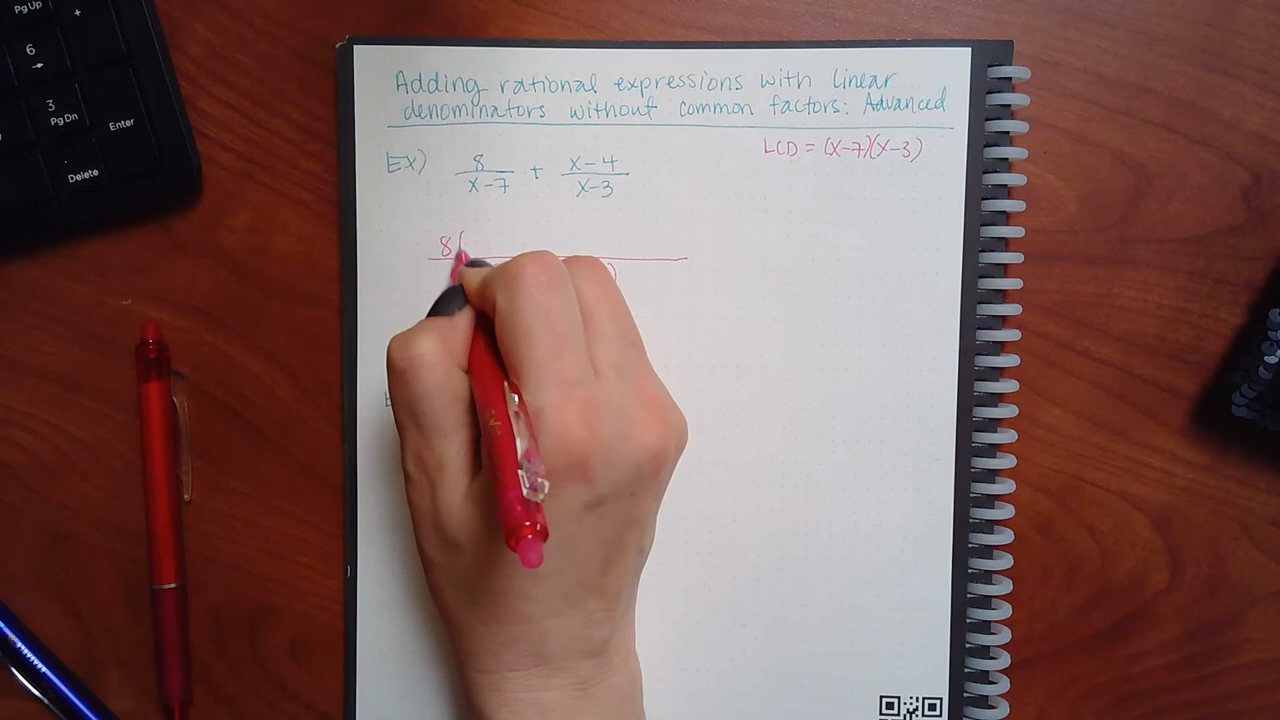 PgUp
+
6
3
PgDn
Enter
.
Delete
Adding rational expressions with linear
denominators without common factors: Advanced
LCD = (x-7)(x-3)
Ex) 8/(x-7) + (x-4)/(x-3)
8(
)